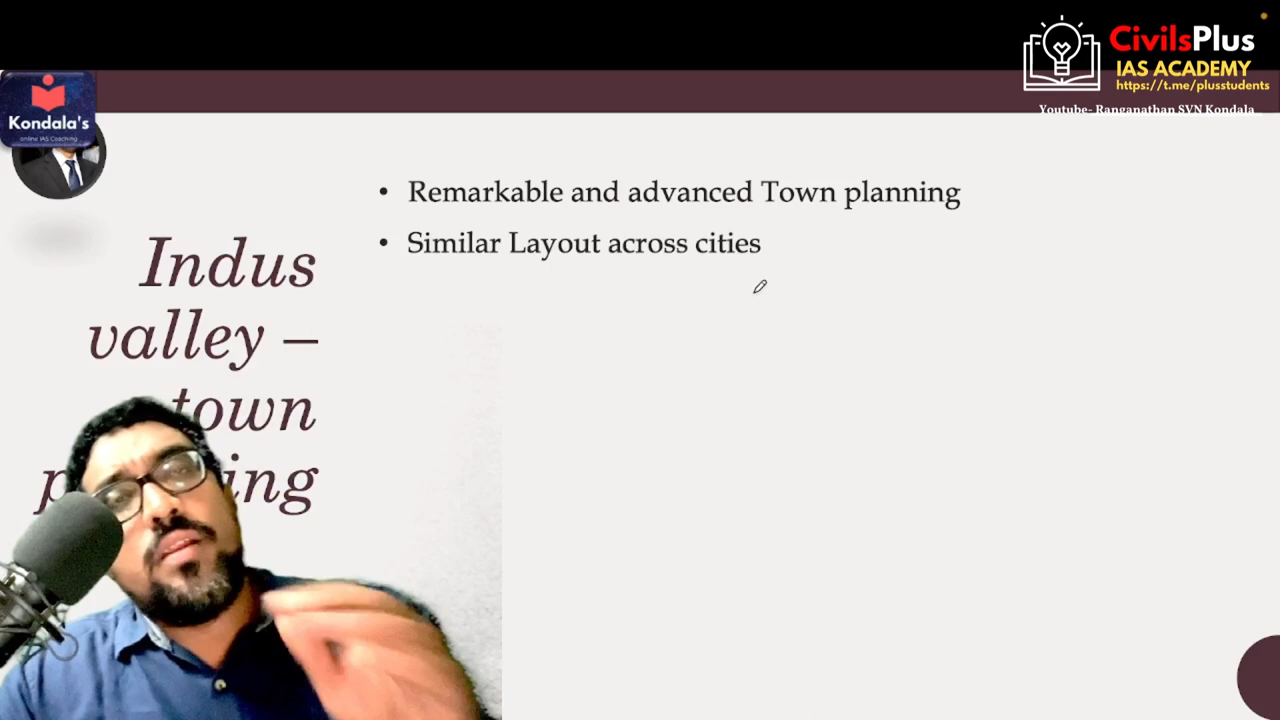 CivilsPlus
IAS ACADEMY
https://t.me/plusstudents
Youtube- Ranganathan SVN Kondala
Kondala's
online IAS Coaching
• Remarkable and advanced Town planning
• Similar Layout across cities
Indus
valley –
town
p ing